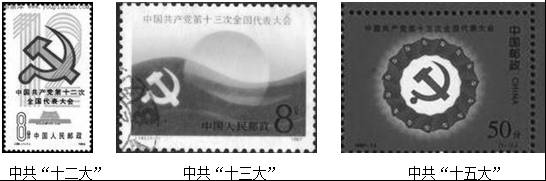 12
中国共产党第十二次
全国代表大会
8分
中国人民邮政
中共“十二大”
中国共产党第十三次全国代表大会
8分
中国人民邮政
1987
中共“十三大”
中国共产党第十五次全国代表大会
中国邮政
CHINA
50分
中共“十五大”